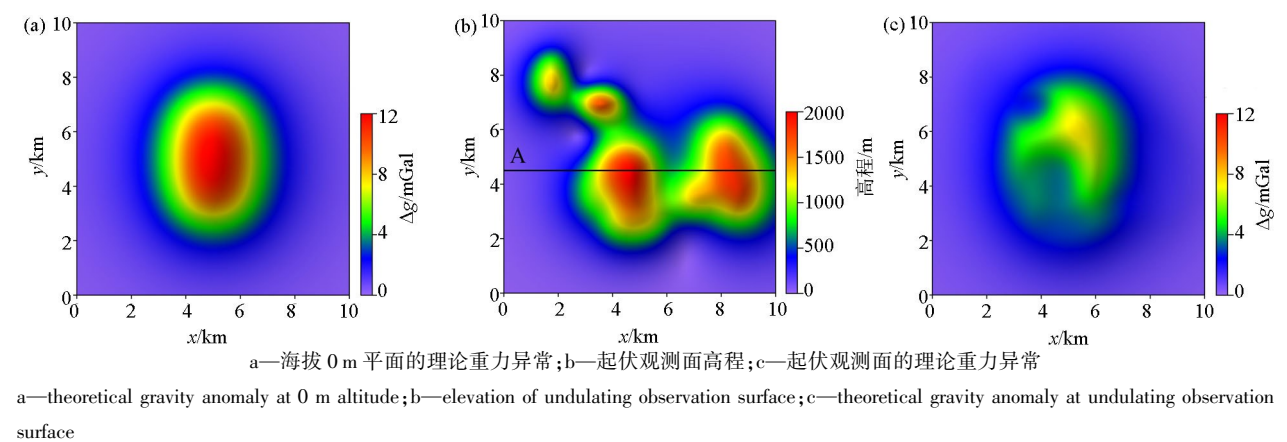 (a)
10
8
6
4
2
0
y/km
0 2 4 6 8 10
x/km
12
8
4
0
Δg/mGal
(b)
10
8
6
4
2
0
y/km
A
0 2 4 6 8 10
x/km
2000
1500
1000
500
0
高程/m
(c)
10
8
6
4
2
0
y/km
0 2 4 6 8 10
x/km
12
8
4
0
Δg/mGal
a—海拔 0 m 平面的理论重力异常;b—起伏观测面高程;c—起伏观测面的理论重力异常
a—theoretical gravity anomaly at 0 m altitude;b—elevation of undulating observation surface;c—theoretical gravity anomaly at undulating observation
surface